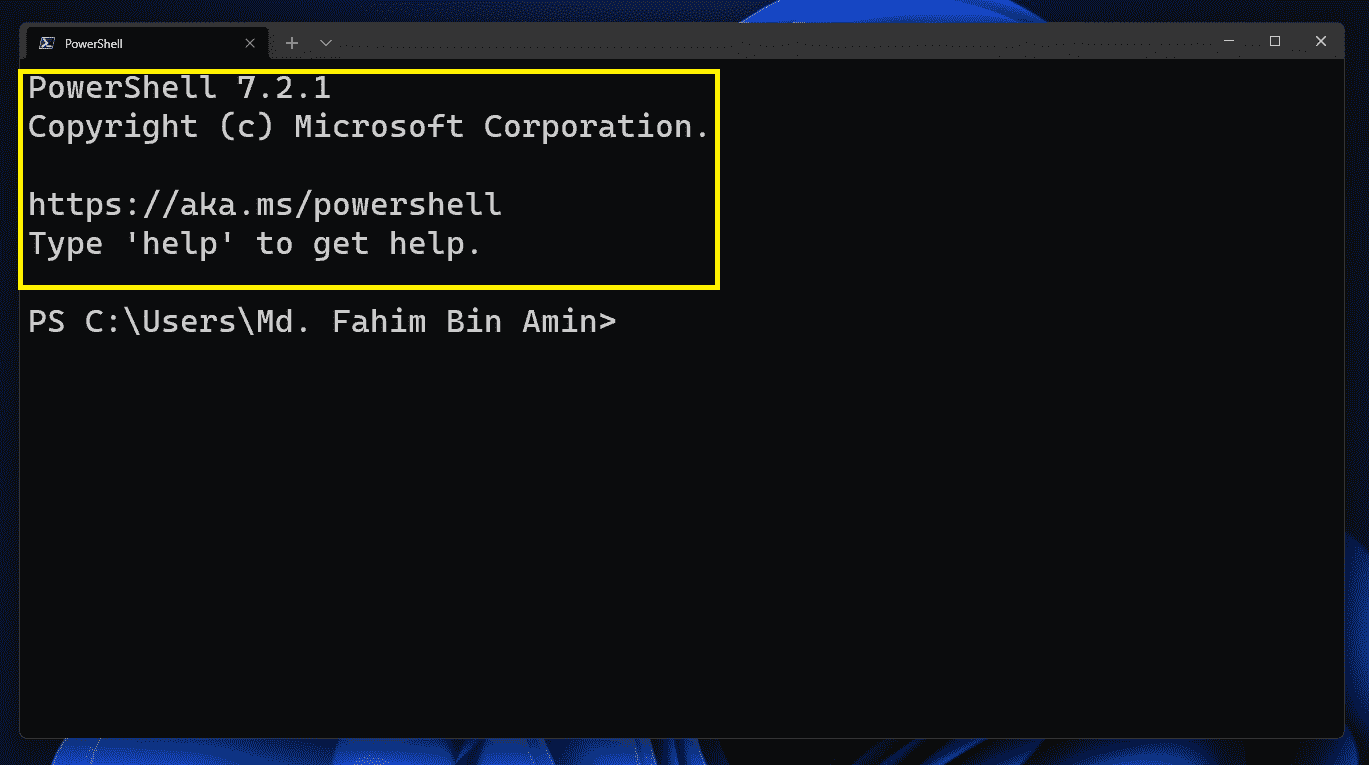 PowerShell
PowerShell 7.2.1
Copyright (c) Microsoft Corporation.
https://aka.ms/powershell
Type 'help' to get help.
PS C:\Users\Md. Fahim Bin Amin>